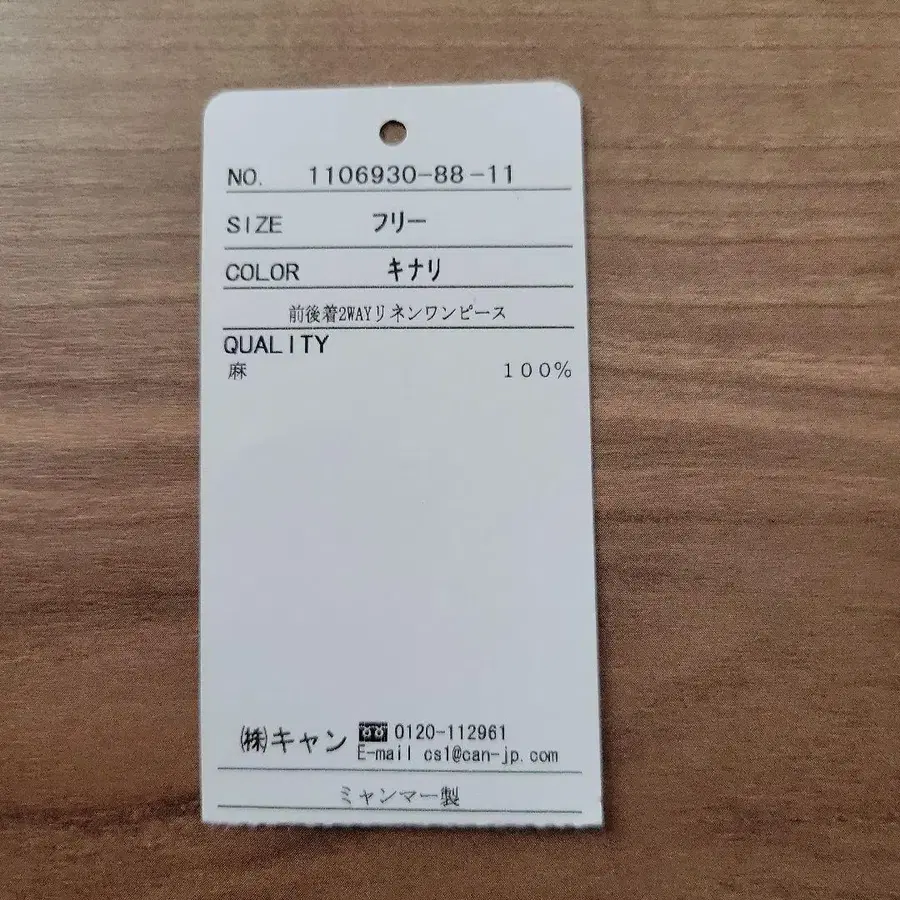 NO. 1106930-88-11
SIZE フリー
COLOR キナリ
前後着2WAYリネンワンピース
QUALITY
麻 100%
㈱キャン 0120-112961
E-mail cs1@can-jp.com
ミャンマー製